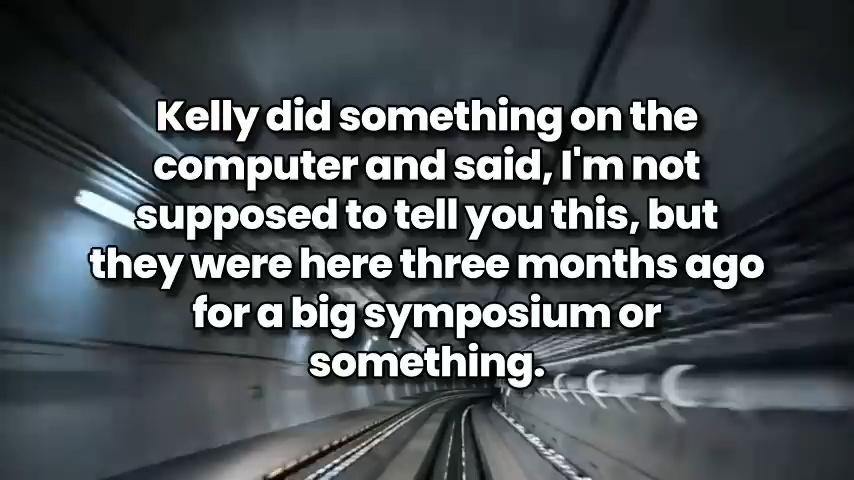 Kelly did something on the
computer and said, I'm not
supposed to tell you this, but
they were here three months ago
for a big symposium or
something.